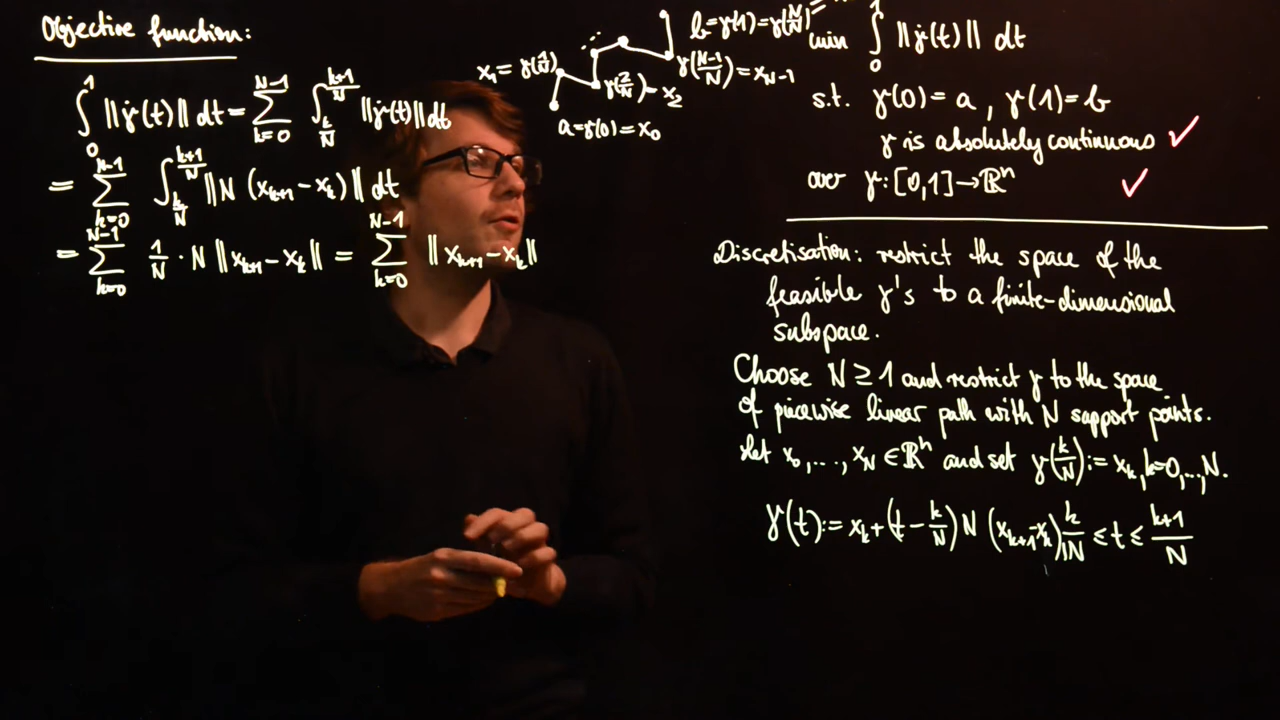 Objective function:
∫₀¹ ||γ̇(t)|| dt = Σ_{k=0}^{N-1} ∫_{k/N}^{(k+1)/N} ||γ̇(t)|| dt
= Σ_{k=0}^{N-1} ∫_{k/N}^{(k+1)/N} ||N (x_{k+1} - x_k)|| dt
= Σ_{k=0}^{N-1} 1/N · N ||x_{k+1} - x_k|| = Σ_{k=0}^{N-1} ||x_{k+1} - x_k||
b=γ(1)=γ(N/N)=
x₁ = γ(1/N)
γ(2/N) - x₂
γ((N-1)/N) = x_{N-1}
a=γ(0)=x₀
min ∫₀¹ ||γ̇(t)|| dt
s.t. γ(0) = a , γ(1) = b
γ is absolutely continuous ✓
over γ: [0,1] → ℝⁿ ✓
Discretisation: restrict the space of the
feasible γ's to a finite-dimensional
subspace.
Choose N ≥ 1 and restrict γ to the space
of piecewise linear path with N support points.
Let x₀,..., x_N ∈ ℝⁿ and set γ(k/N) := x_k, k=0,..,N.
γ(t) := x_k + (t - k/N) N (x_{k+1} - x_k), k/N ≤ t ≤ (k+1)/N